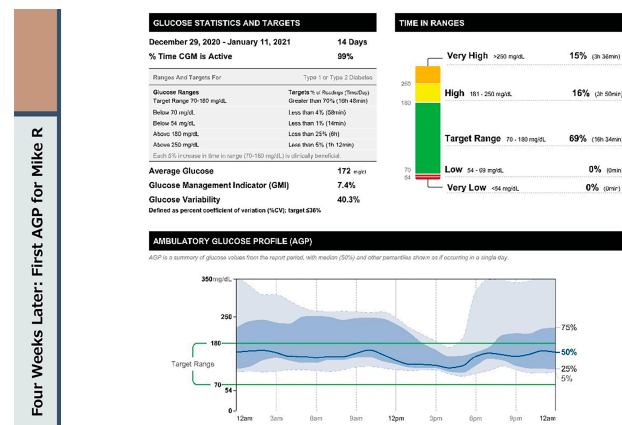 Four Weeks Later: First AGP for Mike R
GLUCOSE STATISTICS AND TARGETS
December 29, 2020 - January 11, 2021 14 Days
% Time CGM is Active 99%
Ranges And Targets For Type 1 or Type 2 Diabetes
Glucose Ranges Targets % of Readings (Time/Day)
Target Range 70-180 mg/dL Greater than 70% (16h 48min)
Below 70 mg/dL Less than 4% (58min)
Below 54 mg/dL Less than 1% (14min)
Above 180 mg/dL Less than 25% (6h)
Above 250 mg/dL Less than 5% (1h 12min)
Each 5% increase in time in range (70-180 mg/dL) is clinically beneficial.
Average Glucose 172 mg/dL
Glucose Management Indicator (GMI) 7.4%
Glucose Variability 40.3%
Defined as percent coefficient of variation (%CV); target ≤36%
TIME IN RANGES
Very High >250 mg/dL 15% (3h 36min)
250
High 181 - 250 mg/dL 16% (3h 50min)
180
Target Range 70 - 180 mg/dL 69% (16h 34min)
70
Low 54 - 69 mg/dL 0% (0min)
54
Very Low <54 mg/dL 0% (0min)
AMBULATORY GLUCOSE PROFILE (AGP)
AGP is a summary of glucose values from the report period, with median (50%) and other percentiles shown as if occurring in a single day.
350 mg/dL
250
75%
180
50%
Target Range
25%
5%
70
54
0
12am 3am 6am 9am 12pm 3pm 6pm 9pm 12am